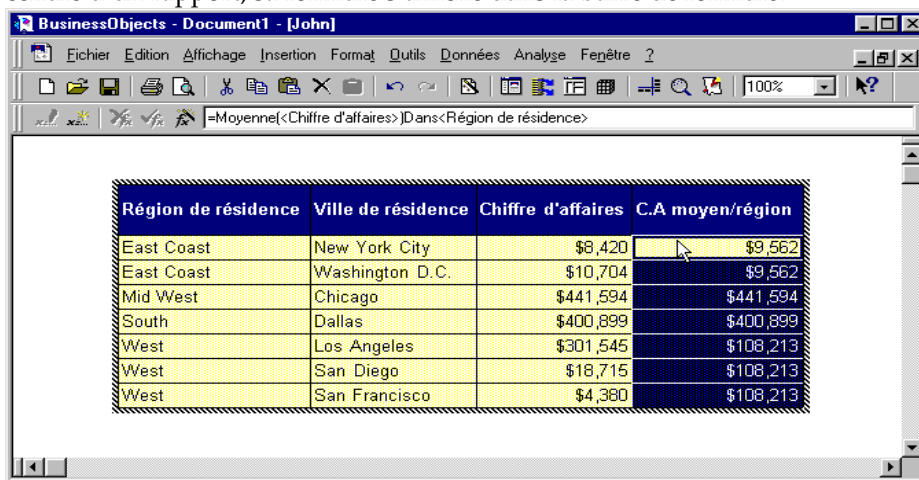 BusinessObjects - Document1 - [John]
Fichier Edition Affichage Insertion Format Outils Données Analyse Fenêtre ?
100%
=Moyenne(<Chiffre d'affaires>)Dans<Région de résidence>
Région de résidence Ville de résidence Chiffre d'affaires C.A moyen/région
East Coast New York City $8,420 $9,562
East Coast Washington D.C. $10,704 $9,562
Mid West Chicago $441,594 $441,594
South Dallas $400,899 $400,899
West Los Angeles $301,545 $108,213
West San Diego $18,715 $108,213
West San Francisco $4,380 $108,213